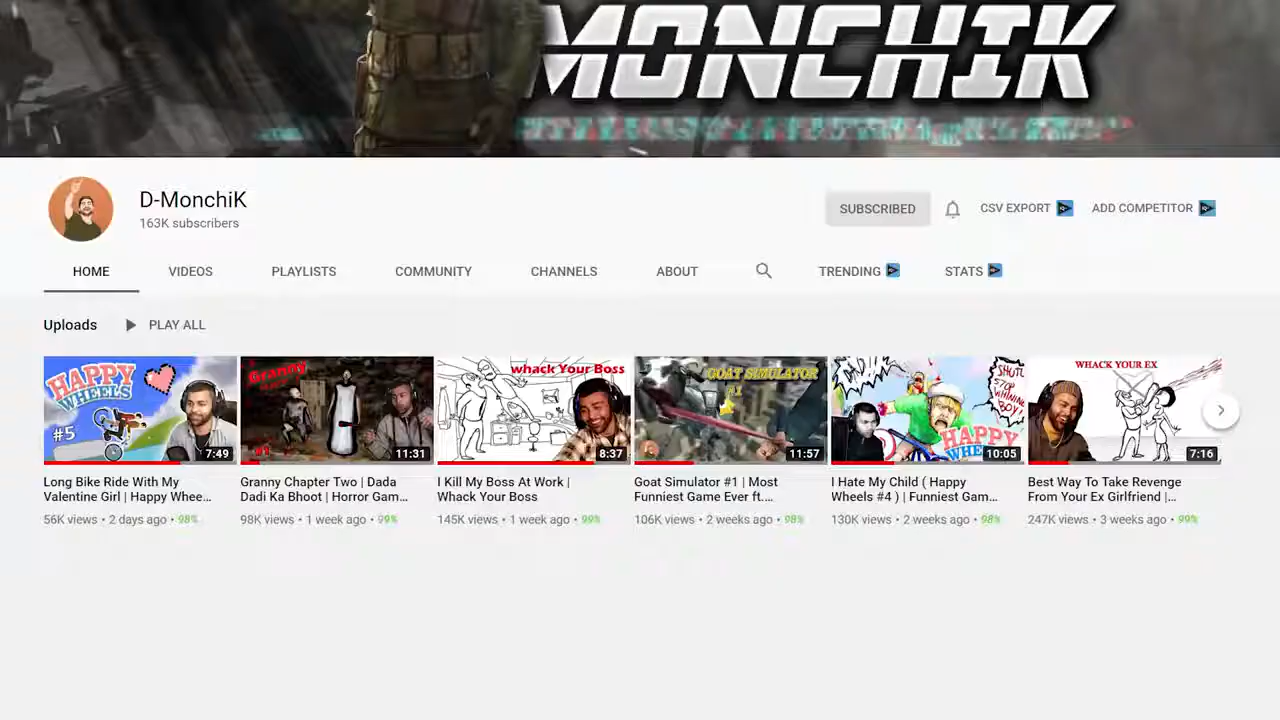 MONCHIK
D-MonchiK
163K subscribers
SUBSCRIBED
CSV EXPORT
ADD COMPETITOR
HOME
VIDEOS
PLAYLISTS
COMMUNITY
CHANNELS
ABOUT
TRENDING
STATS
Uploads
PLAY ALL
HAPPY
WHEELS
#5
7:49
Granny
#1
11:31
whack Your Boss
8:37
GOAT SIMULATOR
#1
11:57
SHUT
STOP
BOY!
HAPPY
WHE
10:05
WHACK YOUR EX
7:16
Long Bike Ride With My
Valentine Girl | Happy Whee...
56K views • 2 days ago • 98%
Granny Chapter Two | Dada
Dadi Ka Bhoot | Horror Gam...
98K views • 1 week ago • 99%
I Kill My Boss At Work |
Whack Your Boss
145K views • 1 week ago • 99%
Goat Simulator #1 | Most
Funniest Game Ever ft....
106K views • 2 weeks ago • 98%
I Hate My Child ( Happy
Wheels #4 ) | Funniest Gam...
130K views • 2 weeks ago • 98%
Best Way To Take Revenge
From Your Ex Girlfriend |...
247K views • 3 weeks ago • 99%